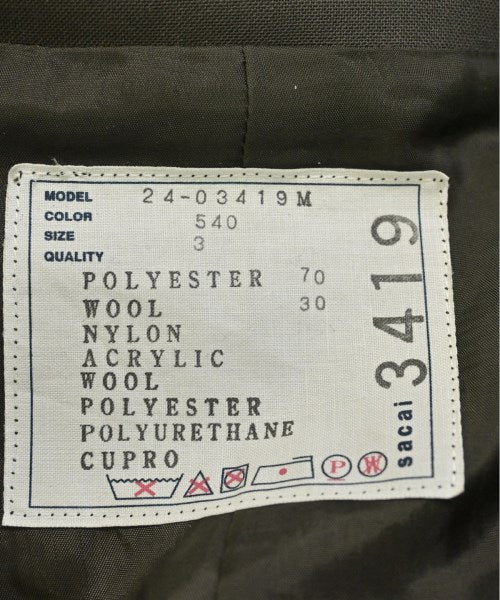 MODEL 24-03419M
COLOR 540
SIZE 3
QUALITY
POLYESTER 70
WOOL 30
NYLON
ACRYLIC
WOOL
POLYESTER
POLYURETHANE
CUPRO
P W
sacai 3419